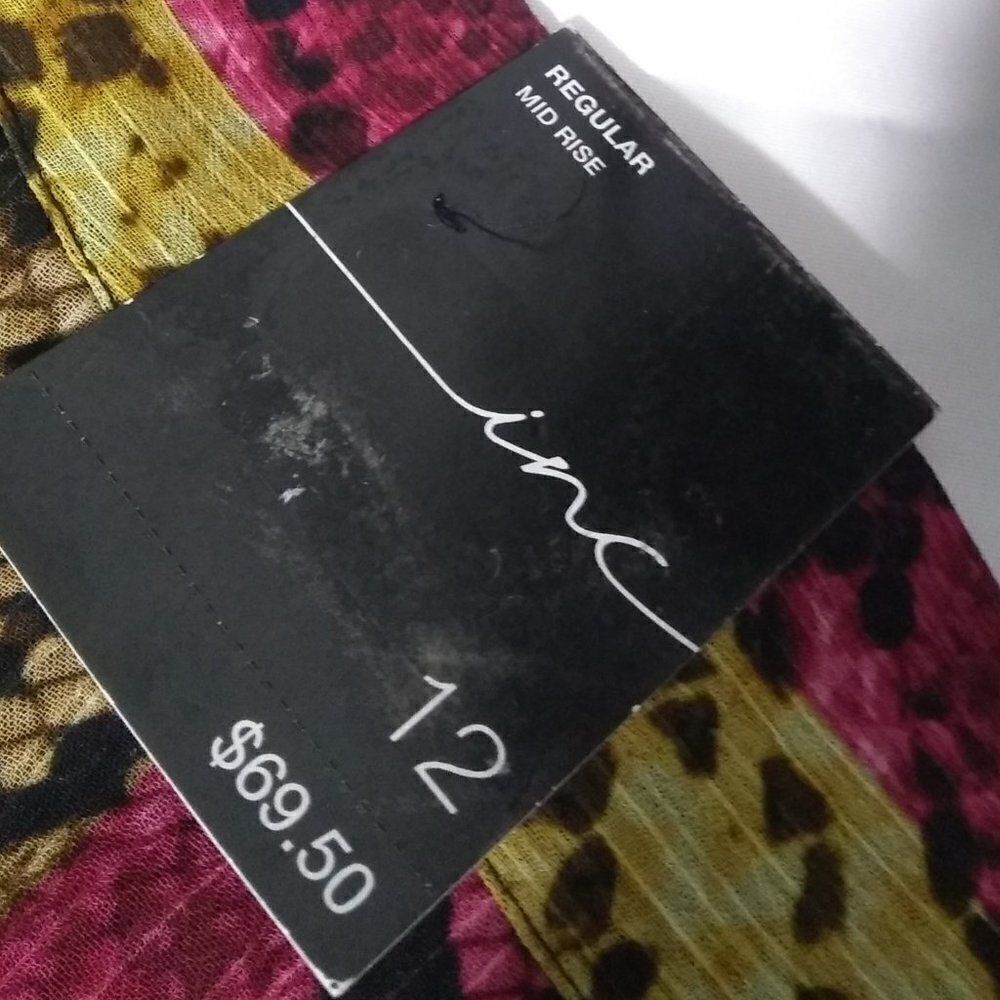 REGULAR
MID RISE
inc
12
$69.50